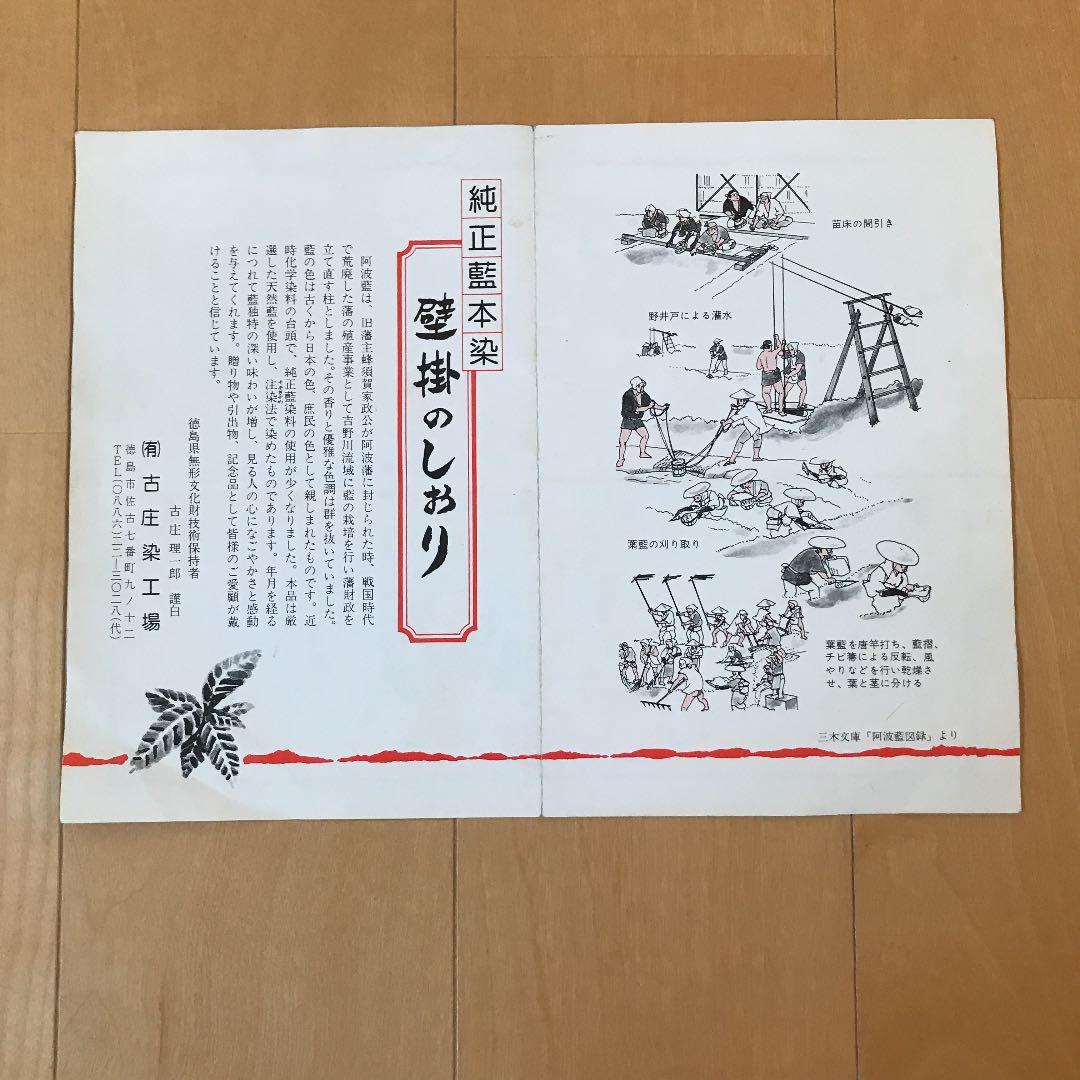 苗床の間引き
野井戸による灌水
葉藍の刈り取り
葉藍を唐竿打ち、藍摺、
チビ箒による反転、風
やりなどを行い乾燥さ
せ、葉と茎に分ける
三木文庫「阿波藍図録」より
純正藍本染
壁掛のしおり
阿波藍は、旧藩主蜂須賀家政公が阿波藩に封じられた時、戦国時代
で荒廃した藩の殖産事業として吉野川流域に藍の栽培を行い藩財政を
立て直す柱としました。その香りと優雅な色調は群を抜いていました。
藍の色は古くから日本の色、庶民の色として親しまれたものです。近
時化学染料の台頭で、純正藍染料の使用が少くなりました。本品は厳
選した天然藍を使用し、注染法で染めたものであります。年月を経る
につれて藍独特の深い味わいが増し、見る人の心になごやかさと感動
を与えてくれます。贈り物や引出物、記念品として皆様のご愛顧が戴
けることと信じています。
徳島県無形文化財技術保持者
古庄理一郎 謹白
㈲古庄染工場
徳島市佐古七番町九ノ十二
TEL(〇八八六)二二―三〇二八(代)